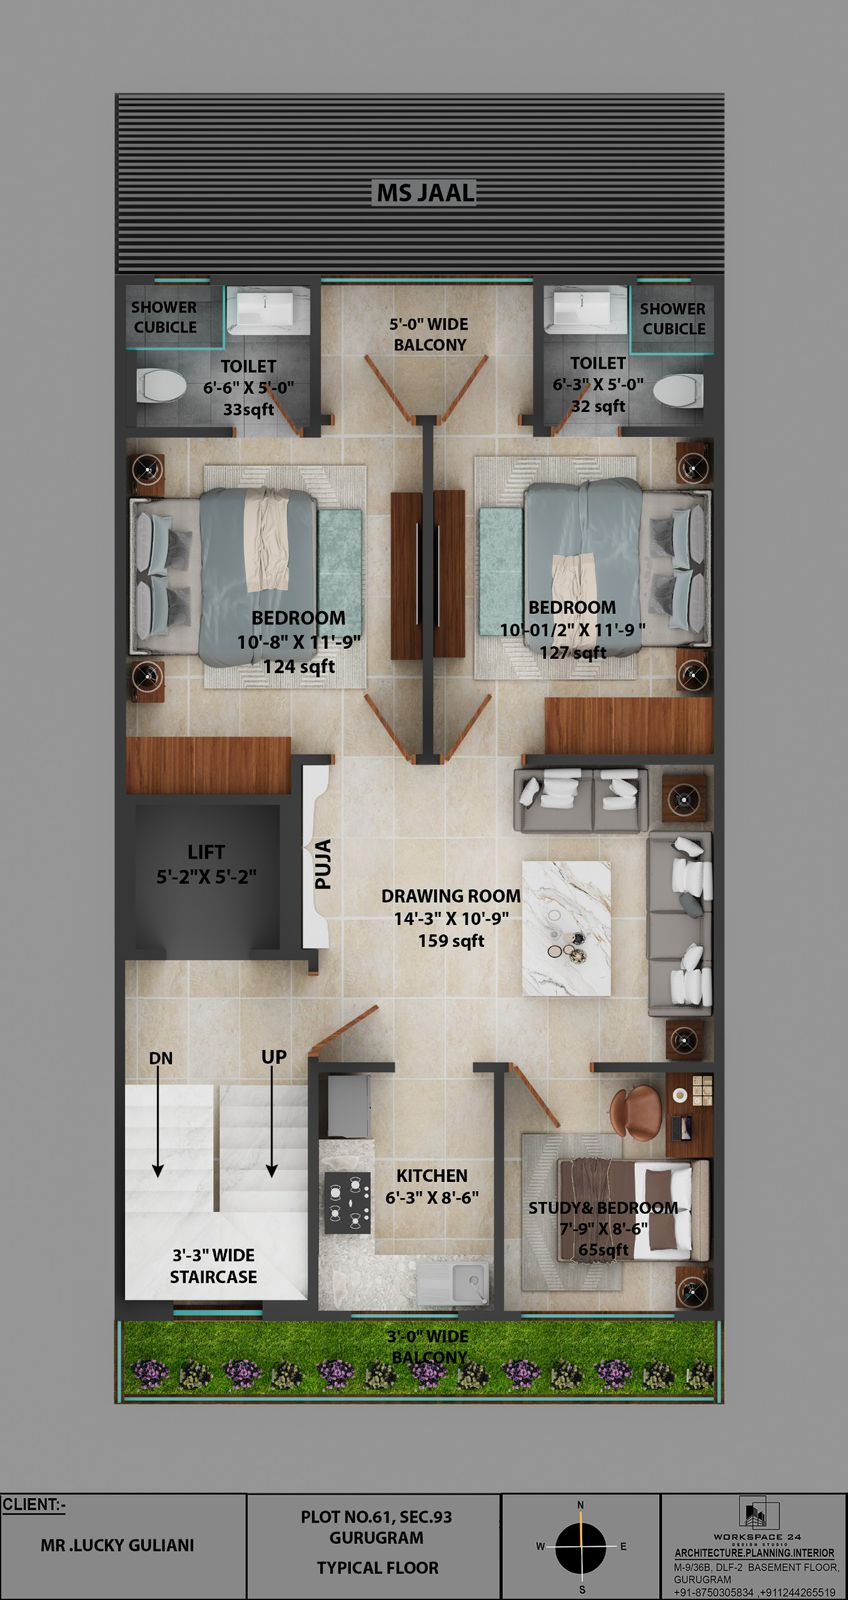 MS JAAL
SHOWER
CUBICLE
5'-0" WIDE
BALCONY
SHOWER
CUBICLE
TOILET
6'-6" X 5'-0"
33sqft
TOILET
6'-3" X 5'-0"
32 sqft
BEDROOM
10'-8" X 11'-9"
124 sqft
BEDROOM
10'-01/2" X 11'-9 "
127 sqft
LIFT
5'-2"X 5'-2"
PUJA
DRAWING ROOM
14'-3" X 10'-9"
159 sqft
DN
UP
KITCHEN
6'-3" X 8'-6"
STUDY& BEDROOM
7'-9" X 8'-6"
65sqft
3'-3" WIDE
STAIRCASE
3'-0" WIDE
BALCONY
CLIENT:-
MR .LUCKY GULIANI
PLOT NO.61, SEC.93
GURUGRAM
TYPICAL FLOOR
N
W
E
S
WORKSPACE 24
DESIGN STUDIO
ARCHITECTURE.PLANNING.INTERIOR
M-9/36B, DLF-2 BASEMENT FLOOR,
GURUGRAM
+91-8750305834 ,+911244265519